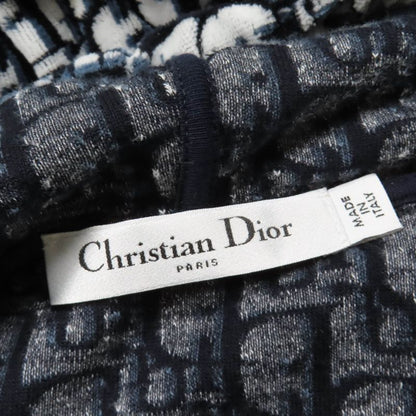 Christian Dior
PARIS
MADE
IN
ITALY